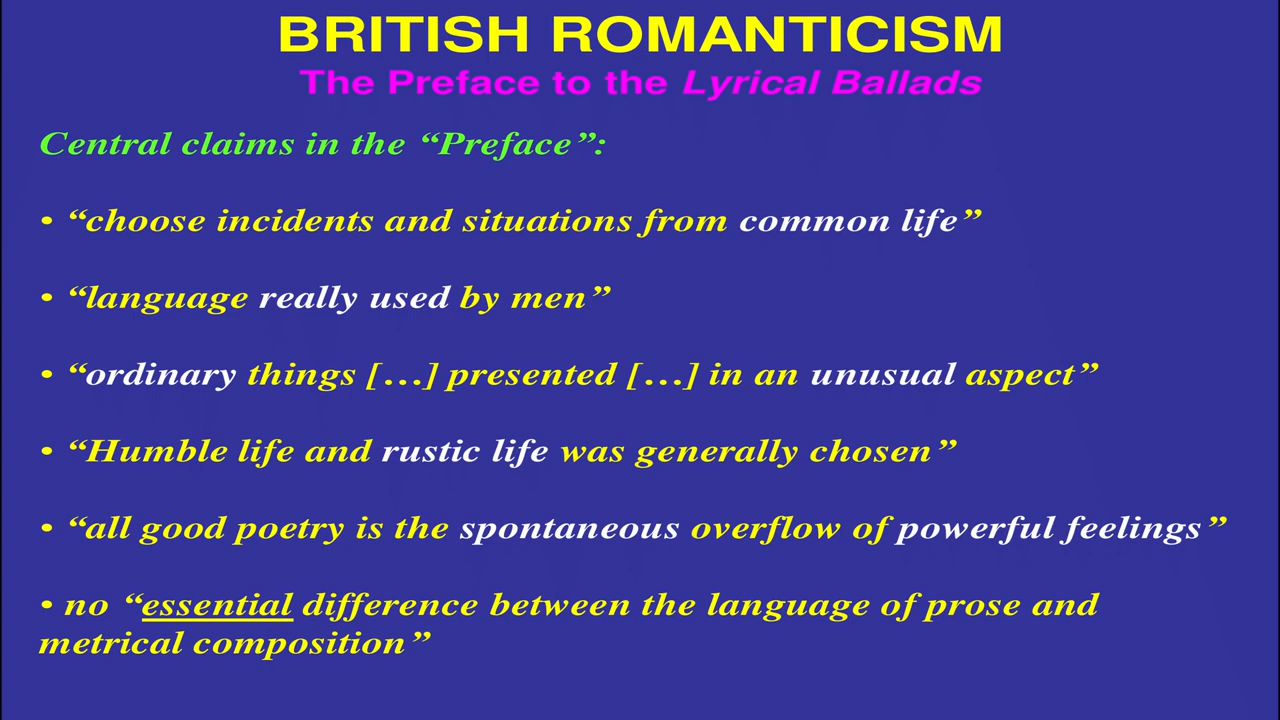 BRITISH ROMANTICISM
The Preface to the Lyrical Ballads
Central claims in the “Preface”:
• “choose incidents and situations from common life”
• “language really used by men”
• “ordinary things […] presented […] in an unusual aspect”
• “Humble life and rustic life was generally chosen”
• “all good poetry is the spontaneous overflow of powerful feelings”
• no “essential difference between the language of prose and
metrical composition”